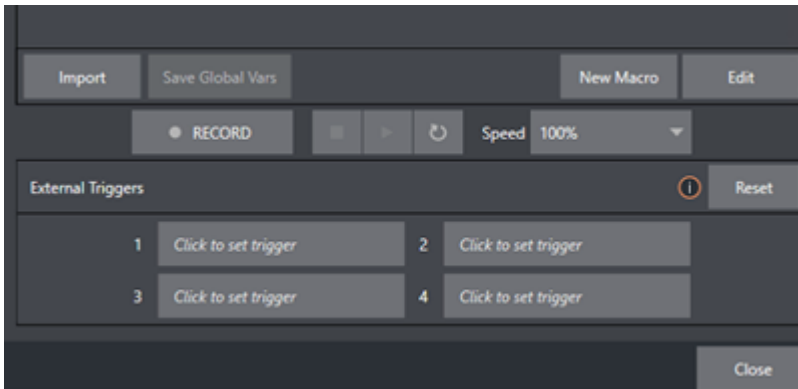 Import Save Global Vars New Macro Edit
RECORD Speed 100%
External Triggers i Reset
1 Click to set trigger 2 Click to set trigger
3 Click to set trigger 4 Click to set trigger
Close